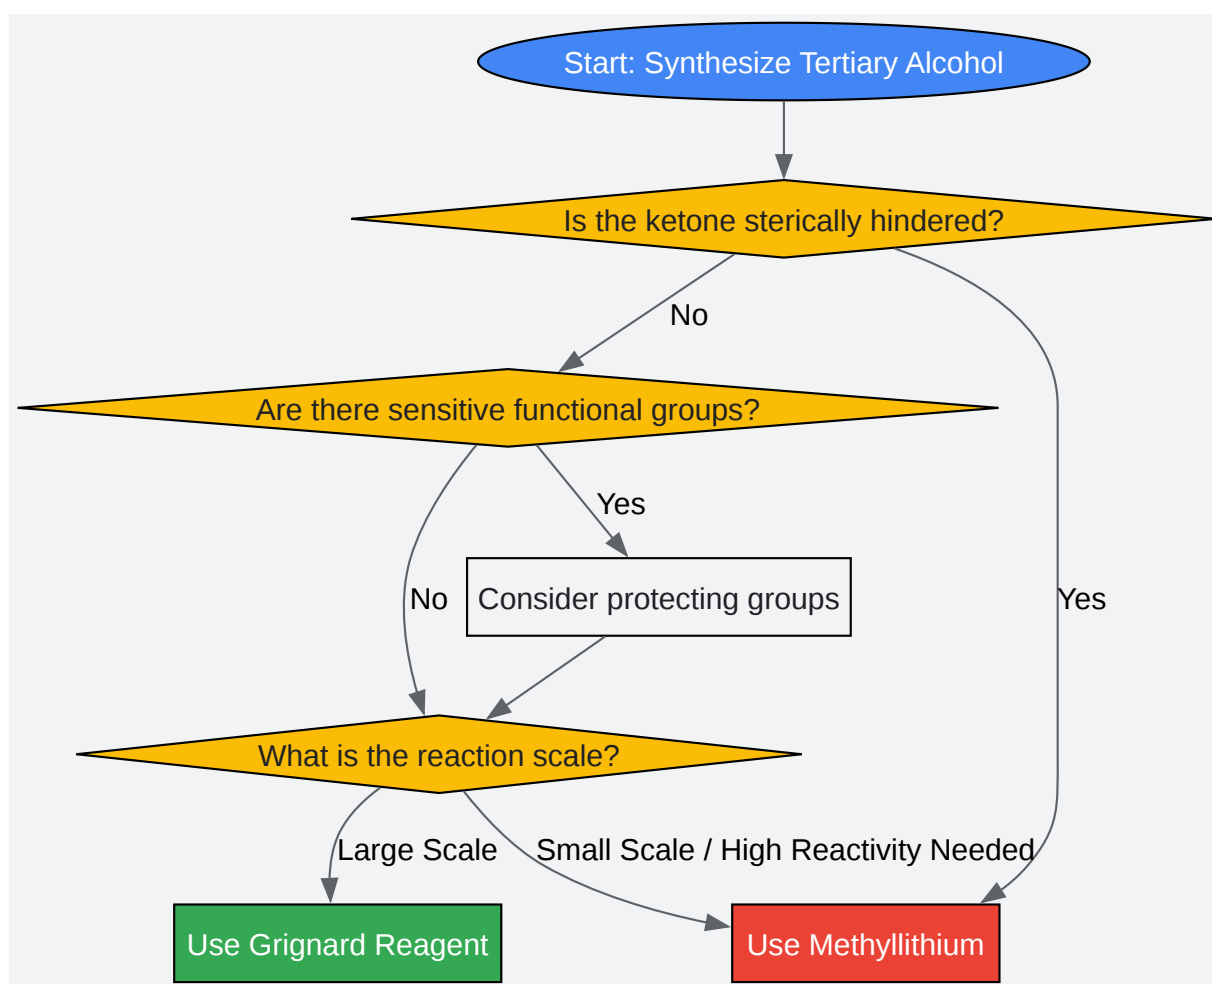 Start: Synthesize Tertiary Alcohol
Is the ketone sterically hindered?
No
Are there sensitive functional groups?
Yes
Consider protecting groups
No
Yes
What is the reaction scale?
Large Scale
Small Scale / High Reactivity Needed
Use Grignard Reagent
Use Methyllithium